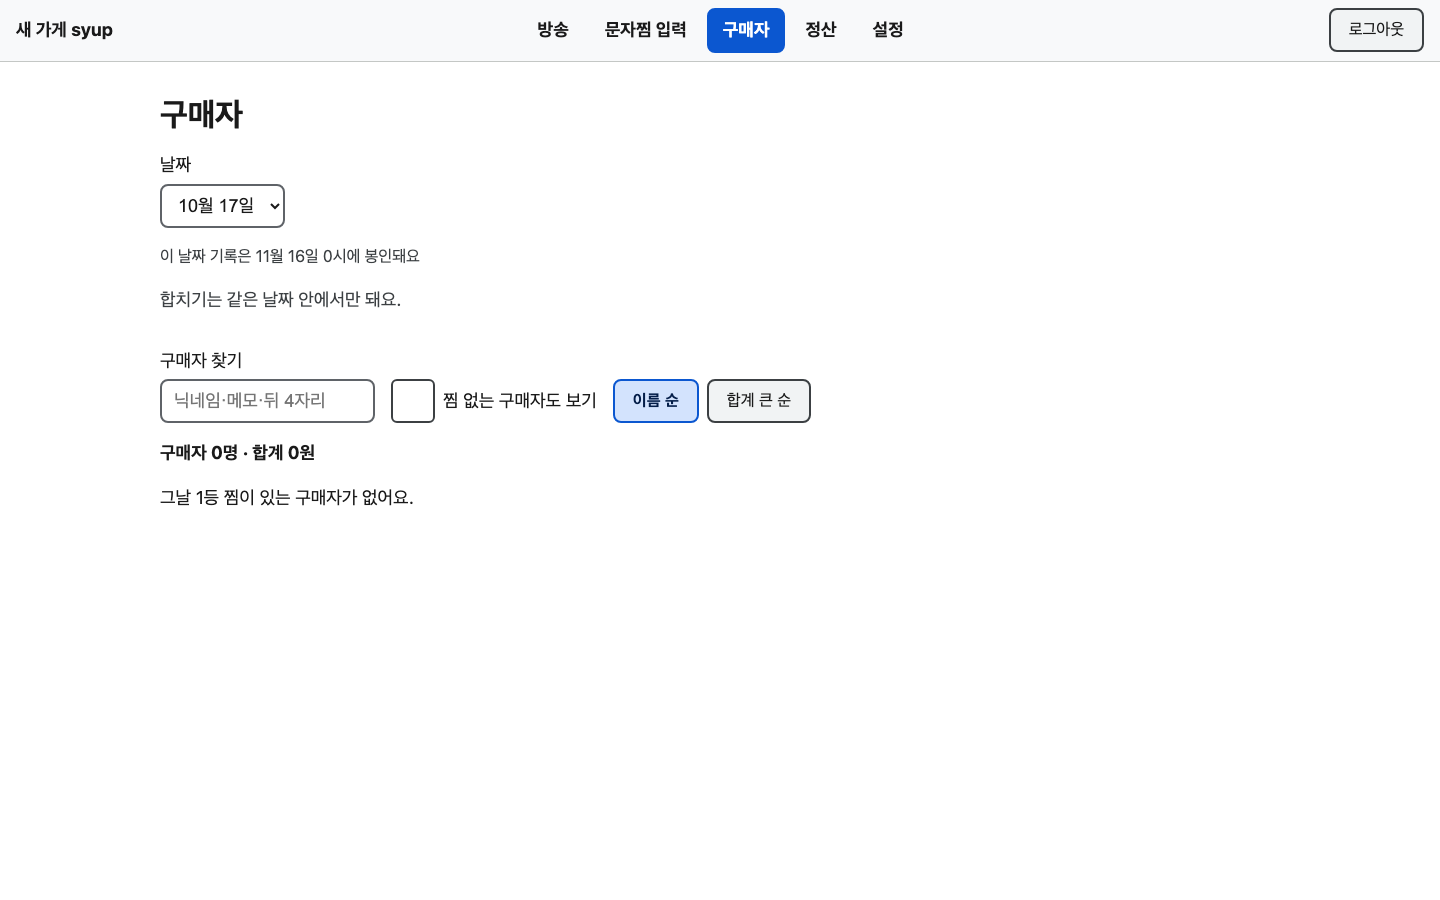 새 가게 syup
방송 문자찜 입력 구매자 정산 설정
로그아웃
구매자
날짜
10월 17일
이 날짜 기록은 11월 16일 0시에 봉인돼요
합치기는 같은 날짜 안에서만 돼요.
구매자 찾기
닉네임·메모·뒤 4자리
찜 없는 구매자도 보기
이름 순
합계 큰 순
구매자 0명 · 합계 0원
그날 1등 찜이 있는 구매자가 없어요.